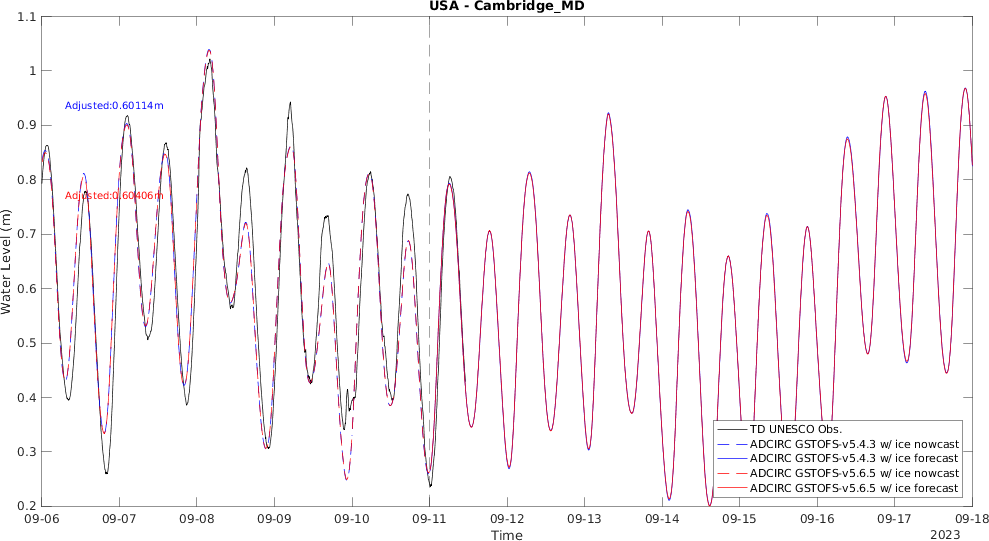 USA - Cambridge_MD
1.1
1
0.9
0.8
0.7
0.6
0.5
0.4
0.3
0.2
Water Level (m)
Adjusted:0.60114m
Adjusted:0.60406m
TD UNESCO Obs.
ADCIRC GSTOFS-v5.4.3 w/ ice nowcast
ADCIRC GSTOFS-v5.4.3 w/ ice forecast
ADCIRC GSTOFS-v5.6.5 w/ ice nowcast
ADCIRC GSTOFS-v5.6.5 w/ ice forecast
09-06 09-07 09-08 09-09 09-10 09-11 09-12 09-13 09-14 09-15 09-16 09-17 09-18
Time
2023